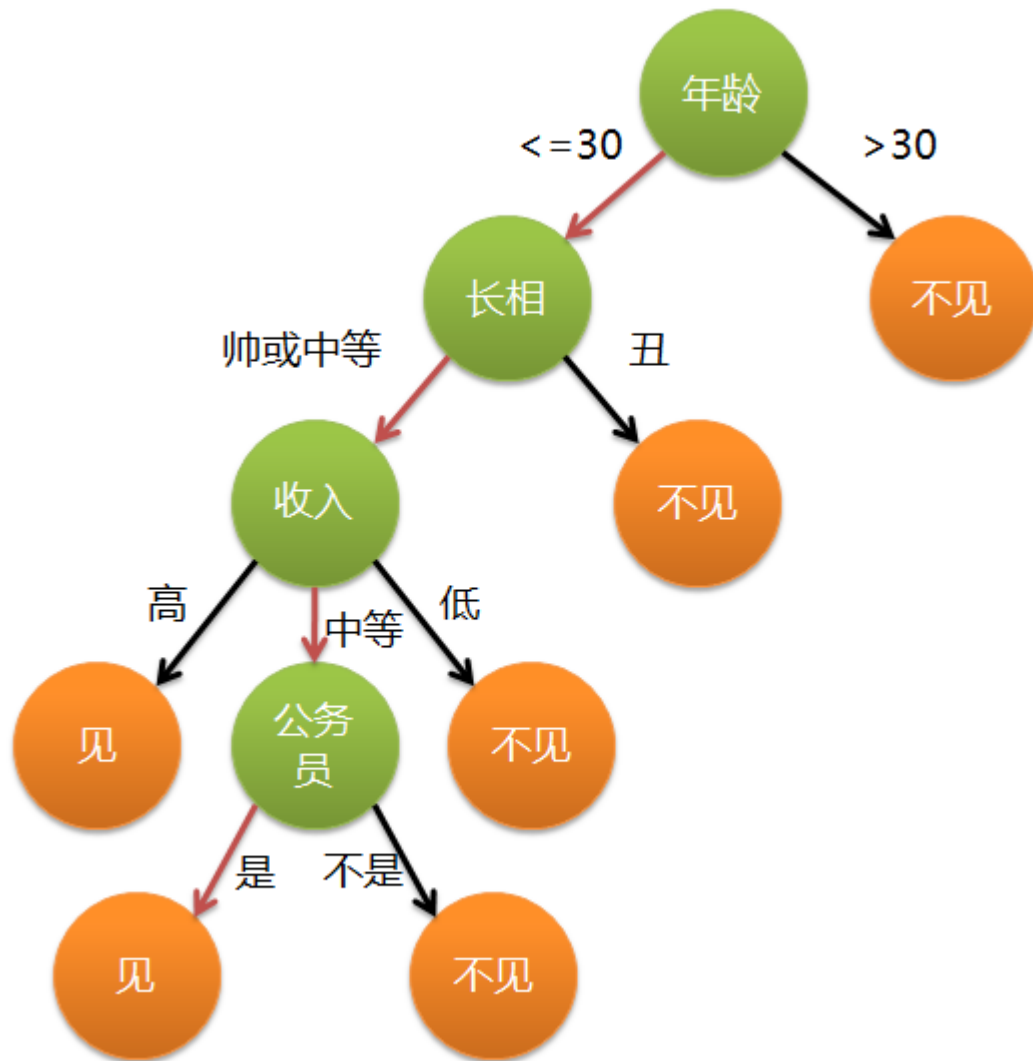 年龄
<=30
>30
长相
不见
帅或中等
丑
收入
不见
高
中等
低
见
公务
员
不见
是
不是
见
不见